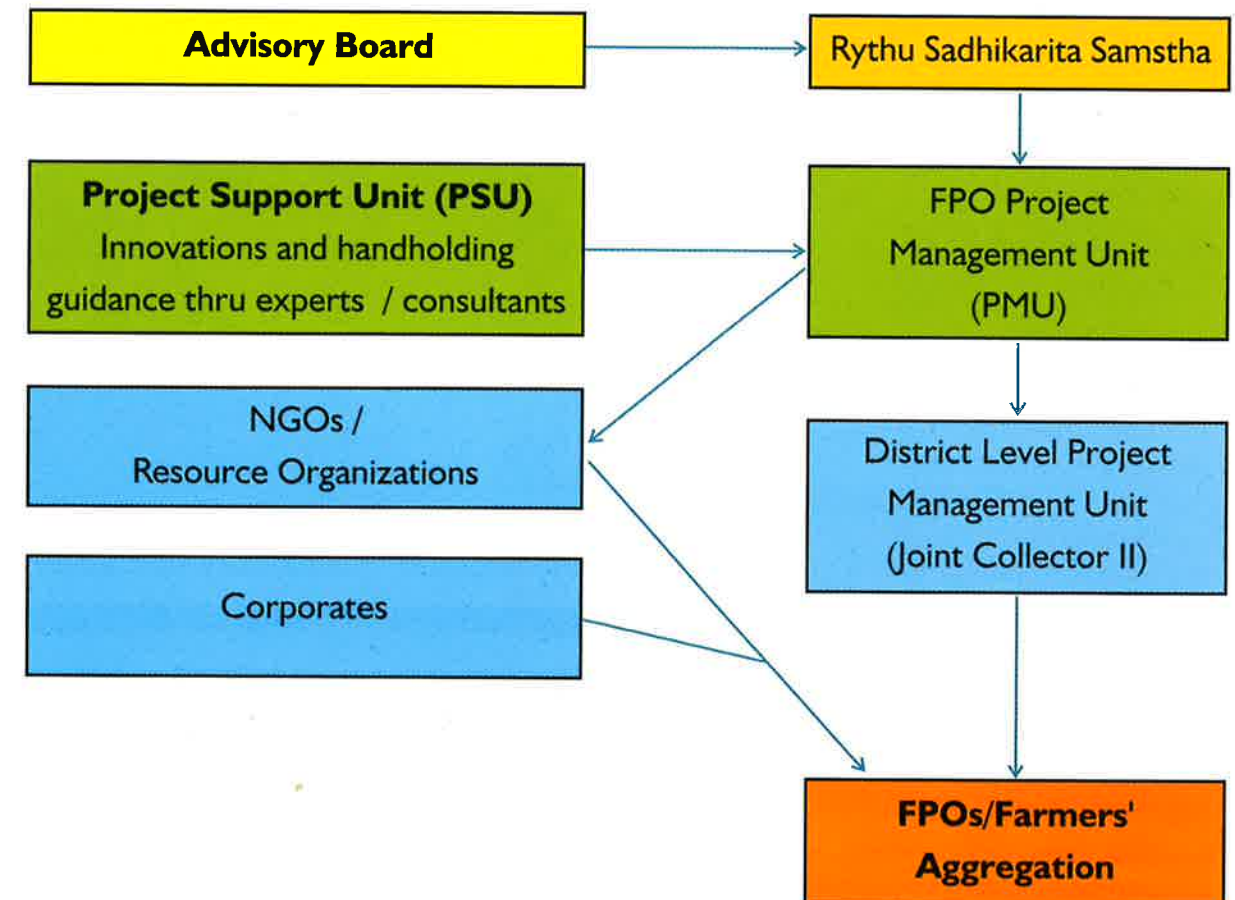 Advisory Board
Rythu Sadhikarita Samstha
Project Support Unit (PSU)
Innovations and handholding
guidance thru experts / consultants
FPO Project
Management Unit
(PMU)
NGOs /
Resource Organizations
District Level Project
Management Unit
(Joint Collector II)
Corporates
FPOs/Farmers'
Aggregation